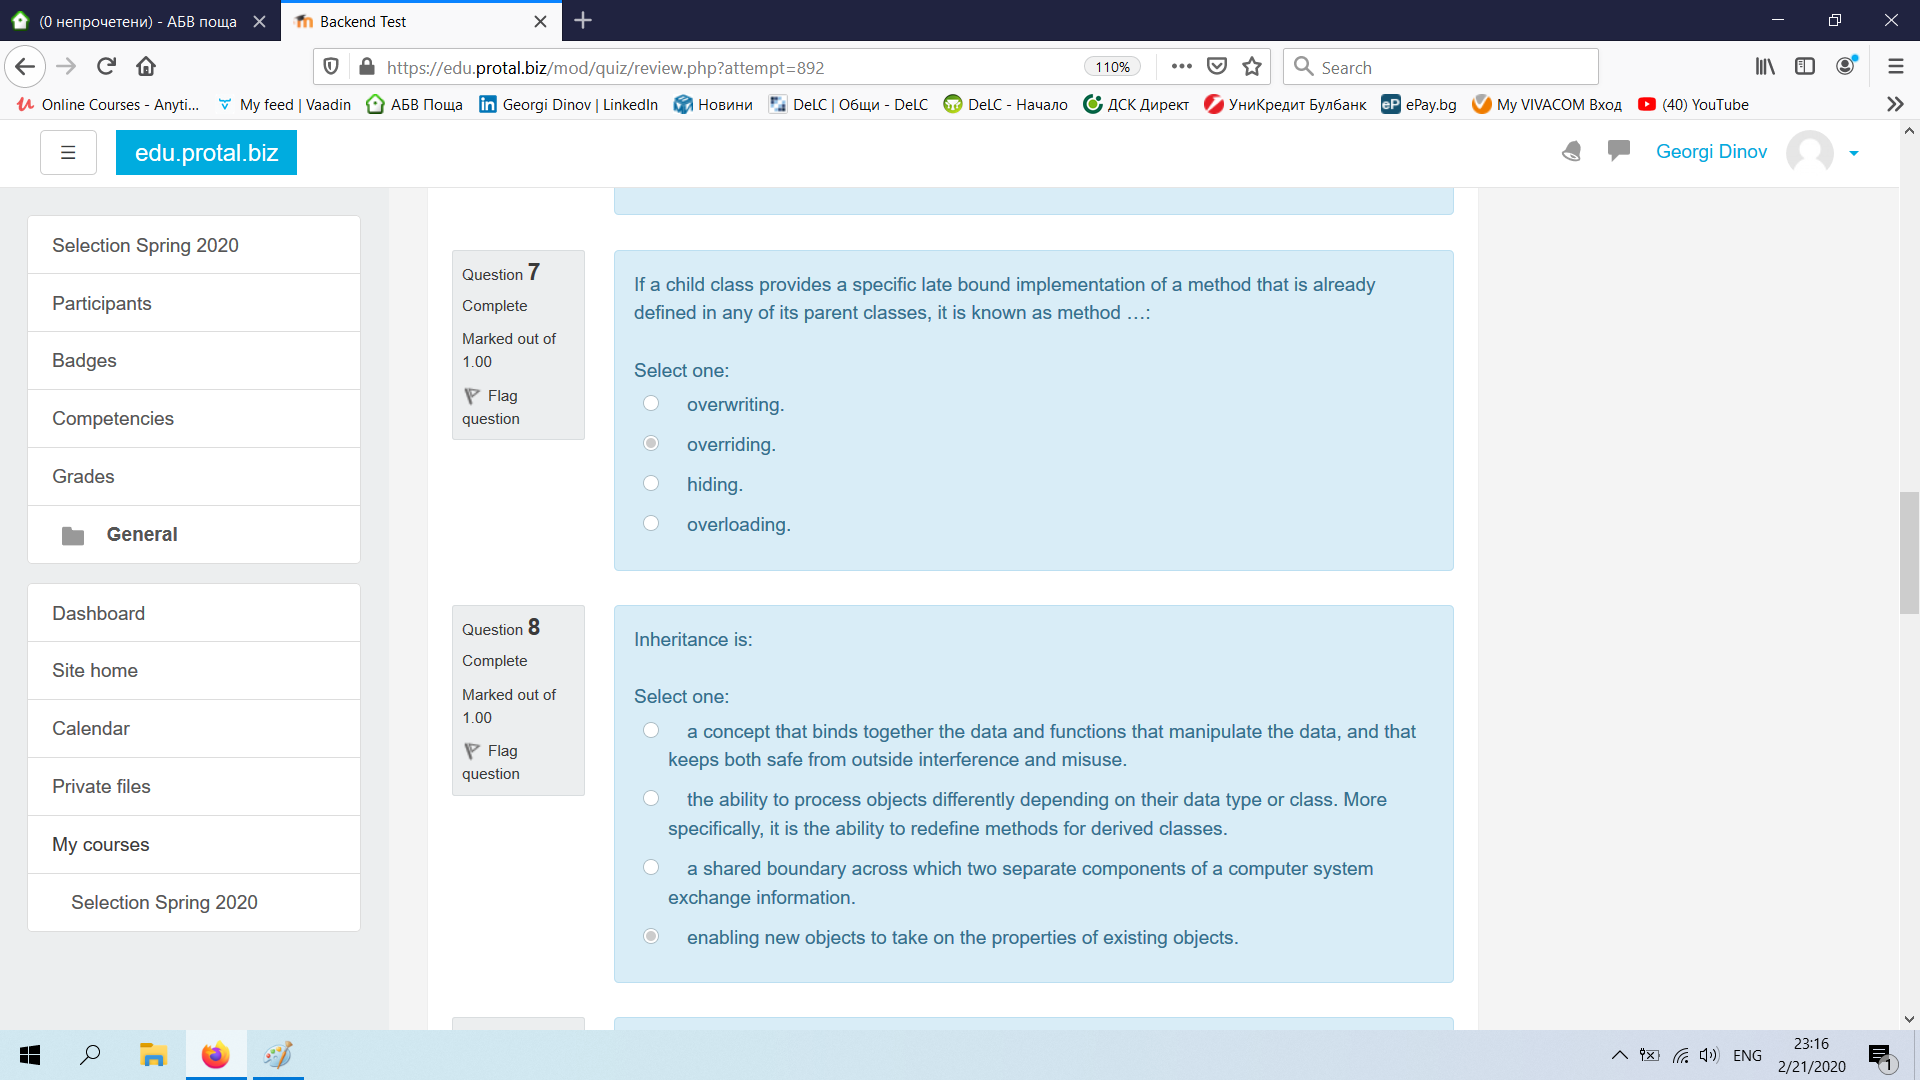 (0 непрочетени) - АБВ поща
Backend Test
https://edu.protal.biz/mod/quiz/review.php?attempt=892
110%
Search
Online Courses - Anyti...
My feed | Vaadin
АБВ Поща
Georgi Dinov | LinkedIn
Новини
DeLC | Общи - DeLC
DeLC - Начало
ДСК Директ
УниКредит Булбанк
eP ePay.bg
My VIVACOM Вход
(40) YouTube
edu.protal.biz
Georgi Dinov
Selection Spring 2020
Participants
Badges
Competencies
Grades
General
Dashboard
Site home
Calendar
Private files
My courses
Selection Spring 2020
Question 7
Complete
Marked out of
1.00
Flag
question
If a child class provides a specific late bound implementation of a method that is already
defined in any of its parent classes, it is known as method …:
Select one:
overwriting.
overriding.
hiding.
overloading.
Question 8
Complete
Marked out of
1.00
Flag
question
Inheritance is:
Select one:
a concept that binds together the data and functions that manipulate the data, and that
keeps both safe from outside interference and misuse.
the ability to process objects differently depending on their data type or class. More
specifically, it is the ability to redefine methods for derived classes.
a shared boundary across which two separate components of a computer system
exchange information.
enabling new objects to take on the properties of existing objects.
ENG
23:16
2/21/2020
1